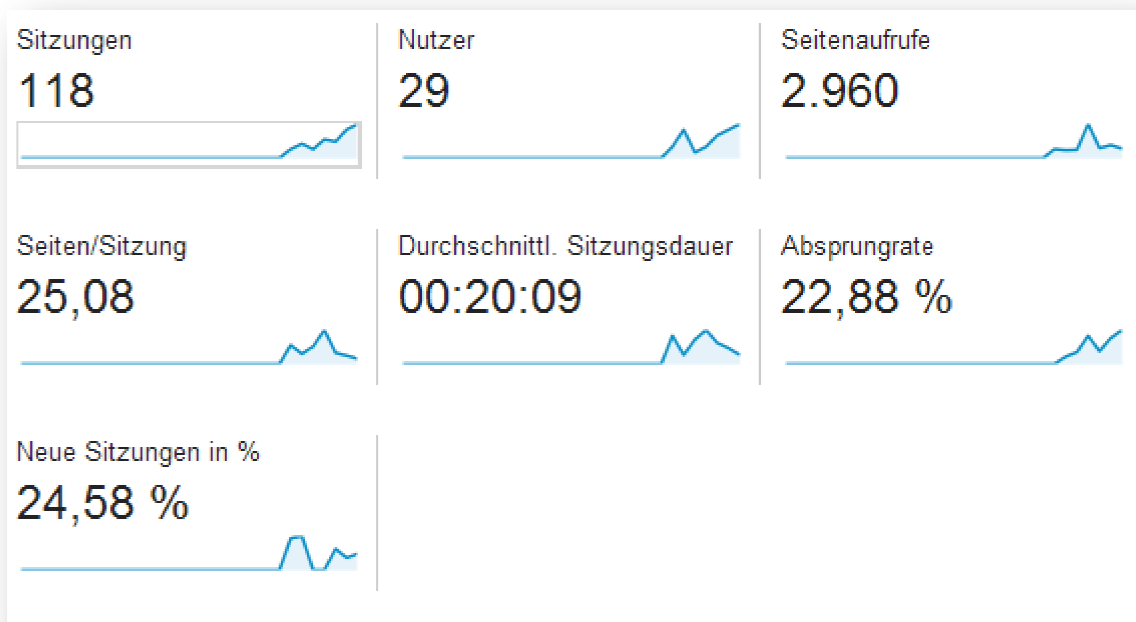 Sitzungen
118
Nutzer
29
Seitenaufrufe
2.960
Seiten/Sitzung
25,08
Durchschnittl. Sitzungsdauer
00:20:09
Absprungrate
22,88 %
Neue Sitzungen in %
24,58 %